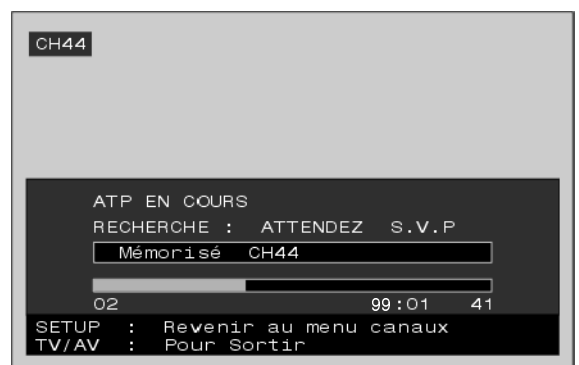 CH44
ATP EN COURS
RECHERCHE : ATTENDEZ S.V.P
Mémorisé CH44
02 99:01 41
SETUP : Revenir au menu canaux
TV/AV : Pour Sortir